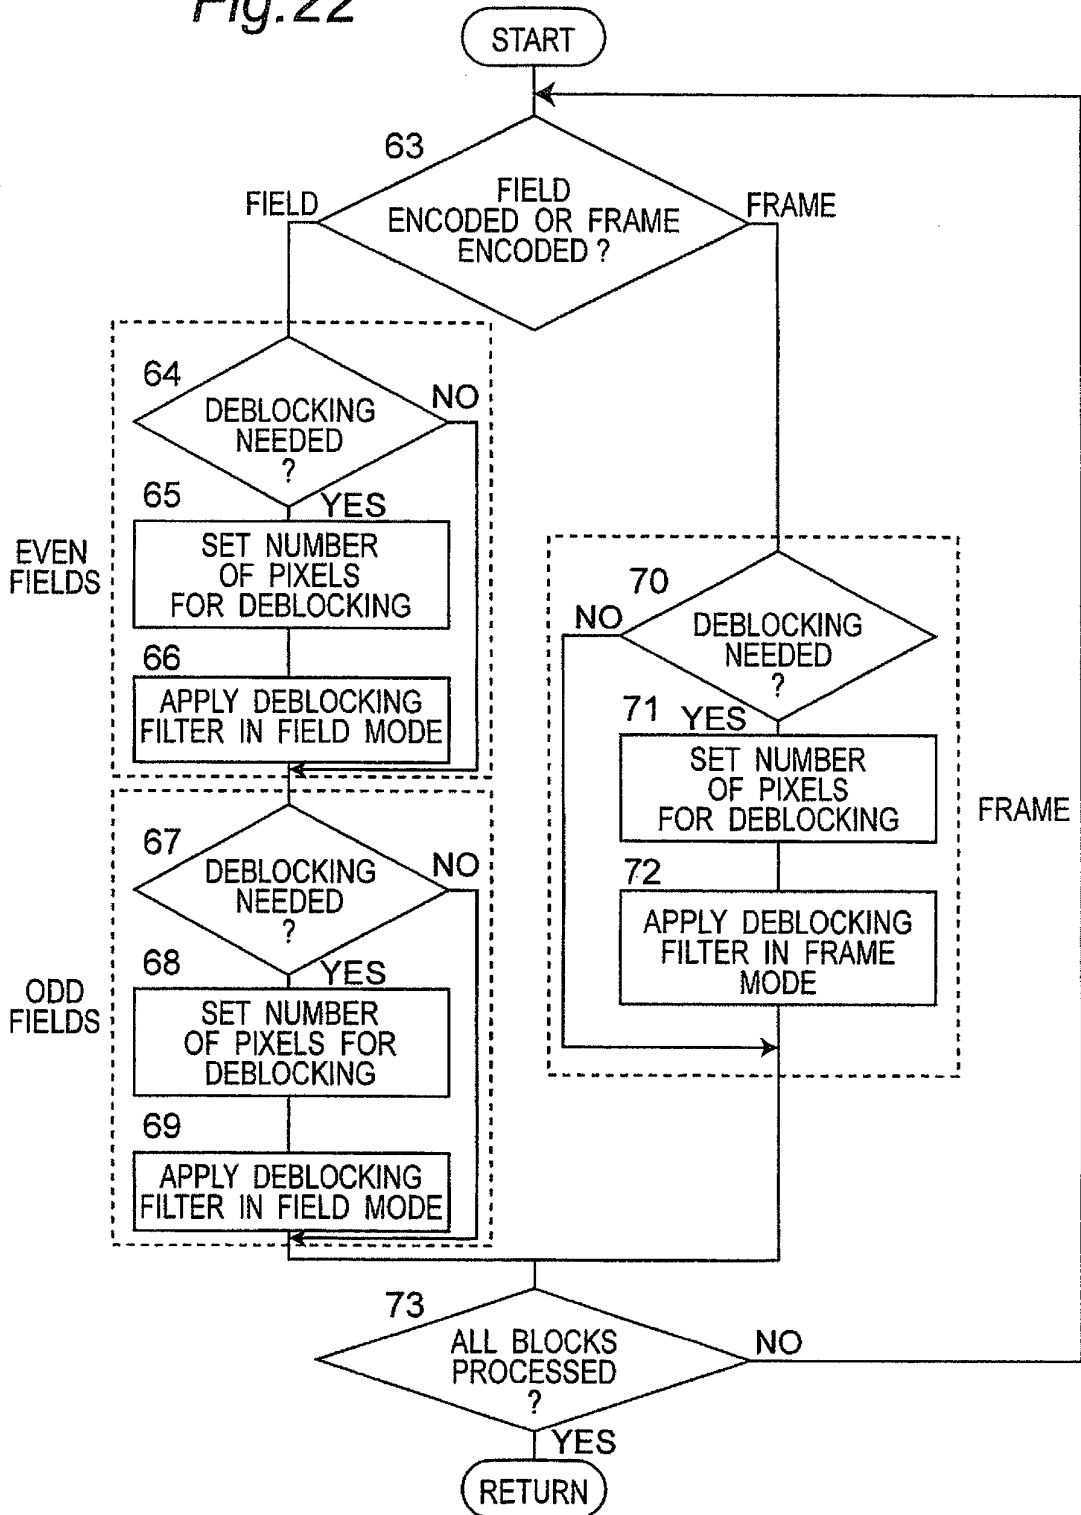 Fig.22
START
63
FIELD
ENCODED OR FRAME
ENCODED ?
FIELD
FRAME
64
DEBLOCKING
NEEDED
?
NO
YES
65
SET NUMBER
OF PIXELS
FOR DEBLOCKING
EVEN
FIELDS
66
APPLY DEBLOCKING
FILTER IN FIELD MODE
67
DEBLOCKING
NEEDED
?
NO
YES
68
SET NUMBER
OF PIXELS FOR
DEBLOCKING
ODD
FIELDS
69
APPLY DEBLOCKING
FILTER IN FIELD MODE
70
NO
DEBLOCKING
NEEDED
?
71
YES
SET NUMBER
OF PIXELS
FOR DEBLOCKING
FRAME
72
APPLY DEBLOCKING
FILTER IN FRAME
MODE
73
ALL BLOCKS
PROCESSED
?
NO
YES
RETURN